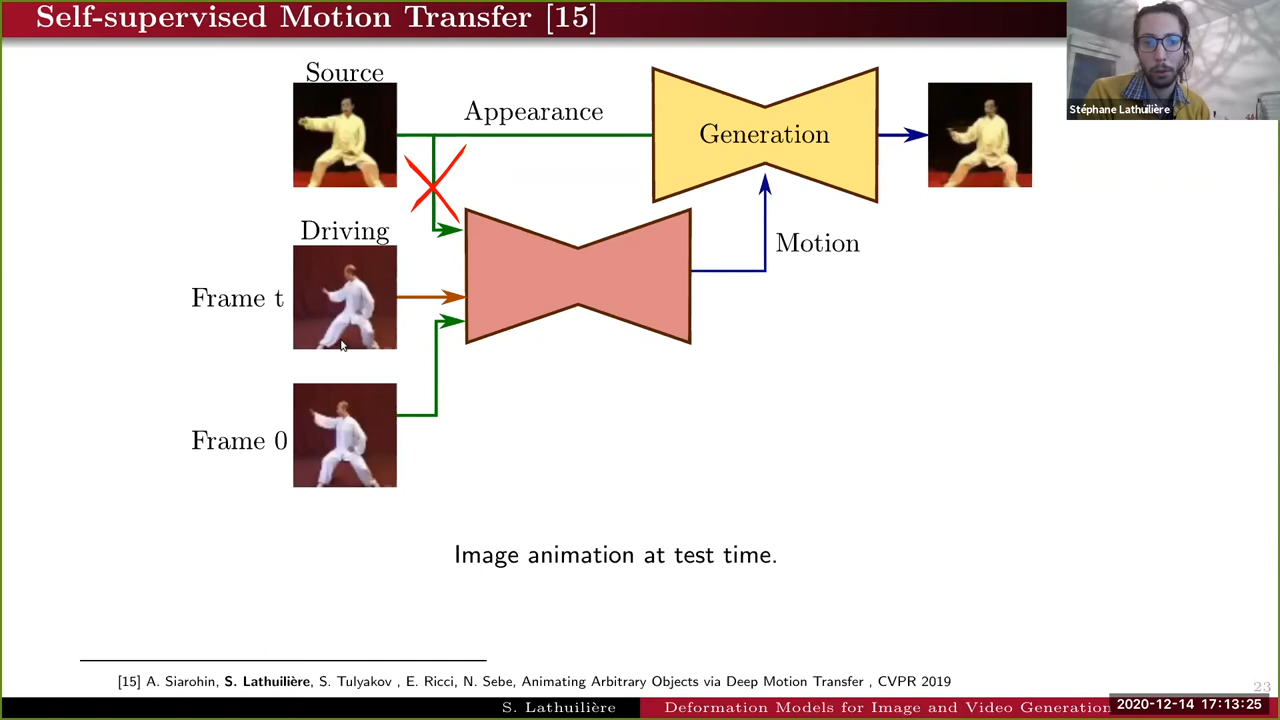 Self-supervised Motion Transfer [15]
Stéphane Lathuilière
Source
Appearance
Generation
Driving
Motion
Frame t
Frame 0
Image animation at test time.
[15] A. Siarohin, S. Lathuilière, S. Tulyakov , E. Ricci, N. Sebe, Animating Arbitrary Objects via Deep Motion Transfer , CVPR 2019
23
S. Lathuilière
Deformation Models for Image and Video Generation
2020-12-14 17:13:25